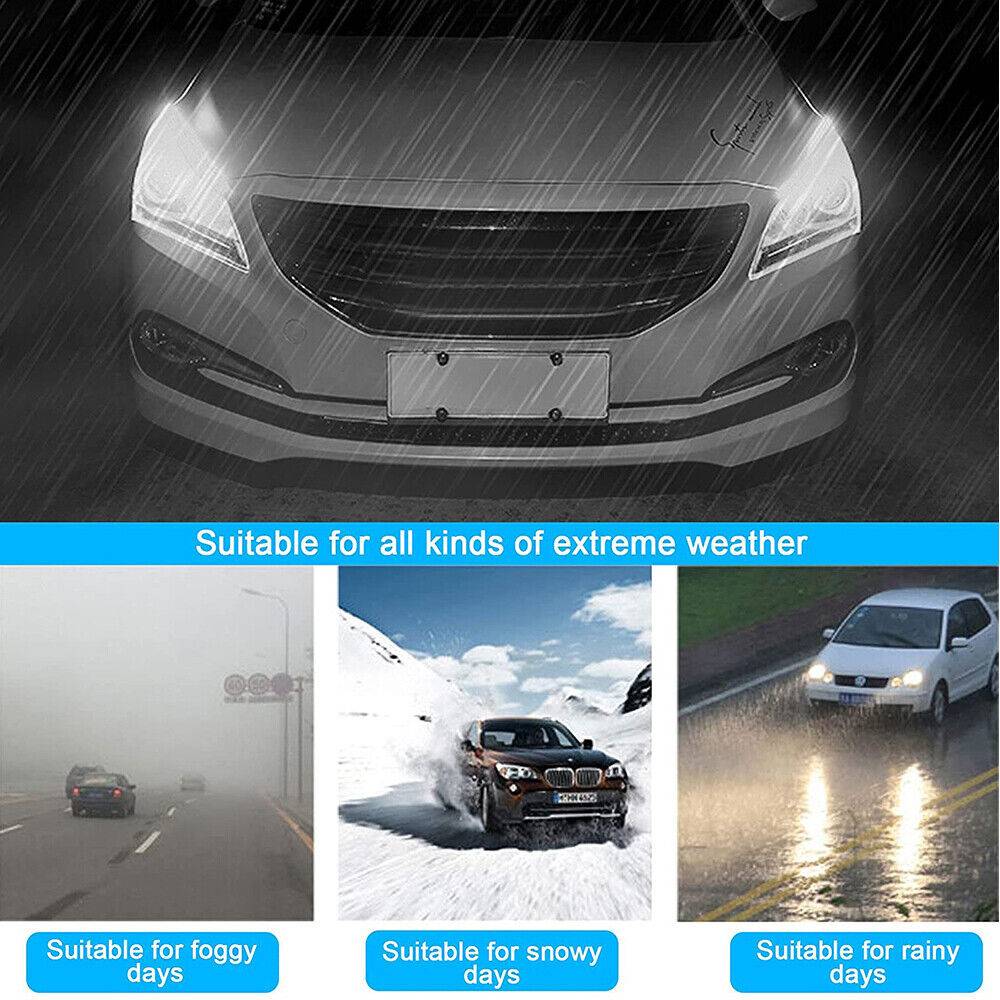 Suitable for all kinds of extreme weather
Suitable for foggy
days
Suitable for snowy
days
Suitable for rainy
days